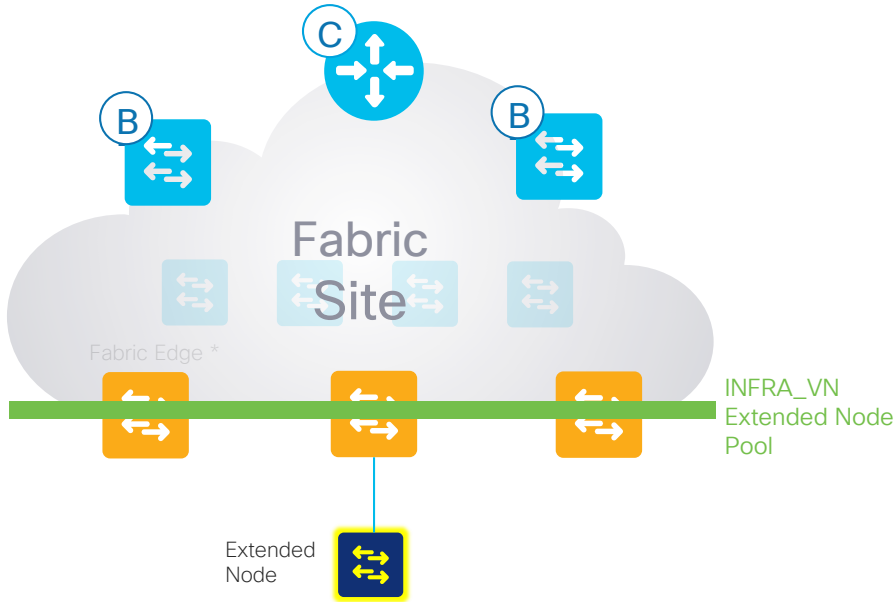 C
B
B
Fabric
Site
Fabric Edge *
INFRA_VN
Extended Node
Pool
Extended
Node